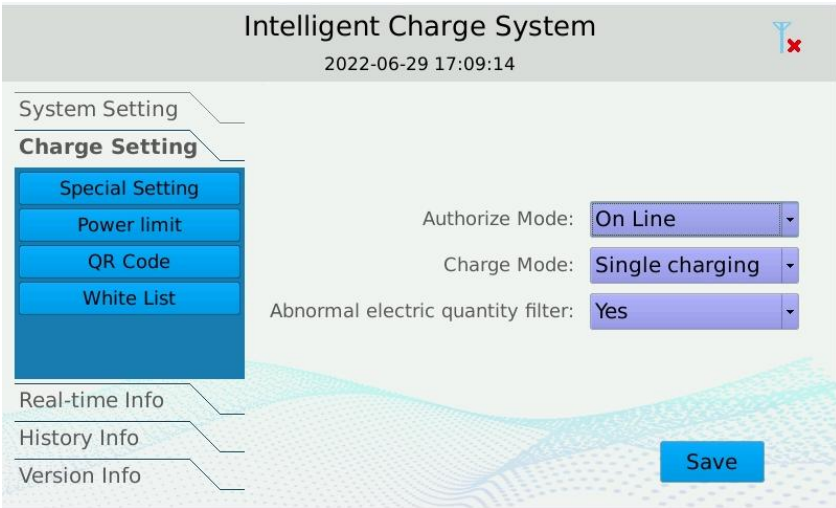 Intelligent Charge System
2022-06-29 17:09:14
System Setting
Charge Setting
Special Setting
Power limit
QR Code
White List
Real-time Info
History Info
Version Info
Authorize Mode: On Line
Charge Mode: Single charging
Abnormal electric quantity filter: Yes
Save